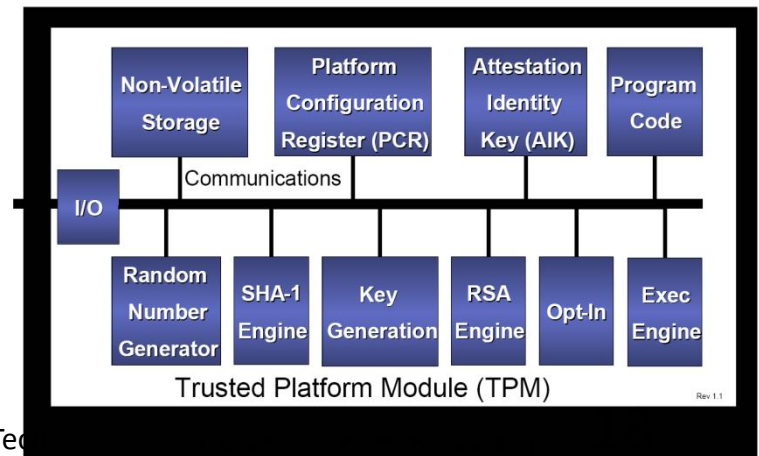 Non-Volatile
Storage
Platform
Configuration
Register (PCR)
Attestation
Identity
Key (AIK)
Program
Code
Communications
I/O
Random
Number
Generator
SHA-1
Engine
Key
Generation
RSA
Engine
Opt-In
Exec
Engine
Trusted Platform Module (TPM)
Rev 1.1